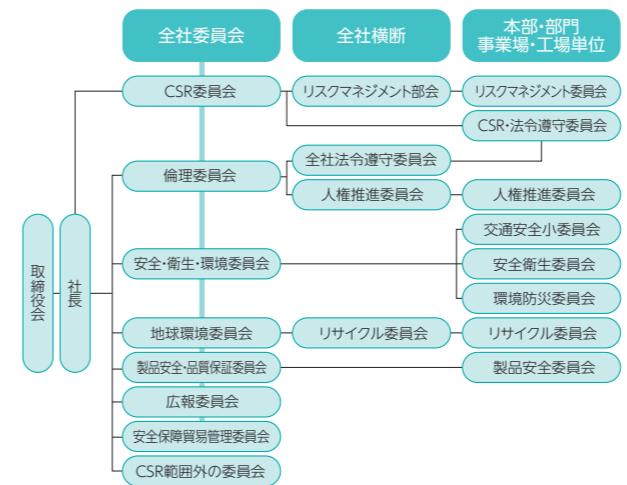 全社委員会
全社横断
本部・部門
事業場・工場単位
CSR委員会
リスクマネジメント部会
リスクマネジメント委員会
CSR・法令遵守委員会
倫理委員会
全社法令遵守委員会
人権推進委員会
人権推進委員会
取締役会
社長
交通安全小委員会
安全・衛生・環境委員会
安全衛生委員会
環境防災委員会
地球環境委員会
リサイクル委員会
リサイクル委員会
製品安全・品質保証委員会
製品安全委員会
広報委員会
安全保障貿易管理委員会
CSR範囲外の委員会